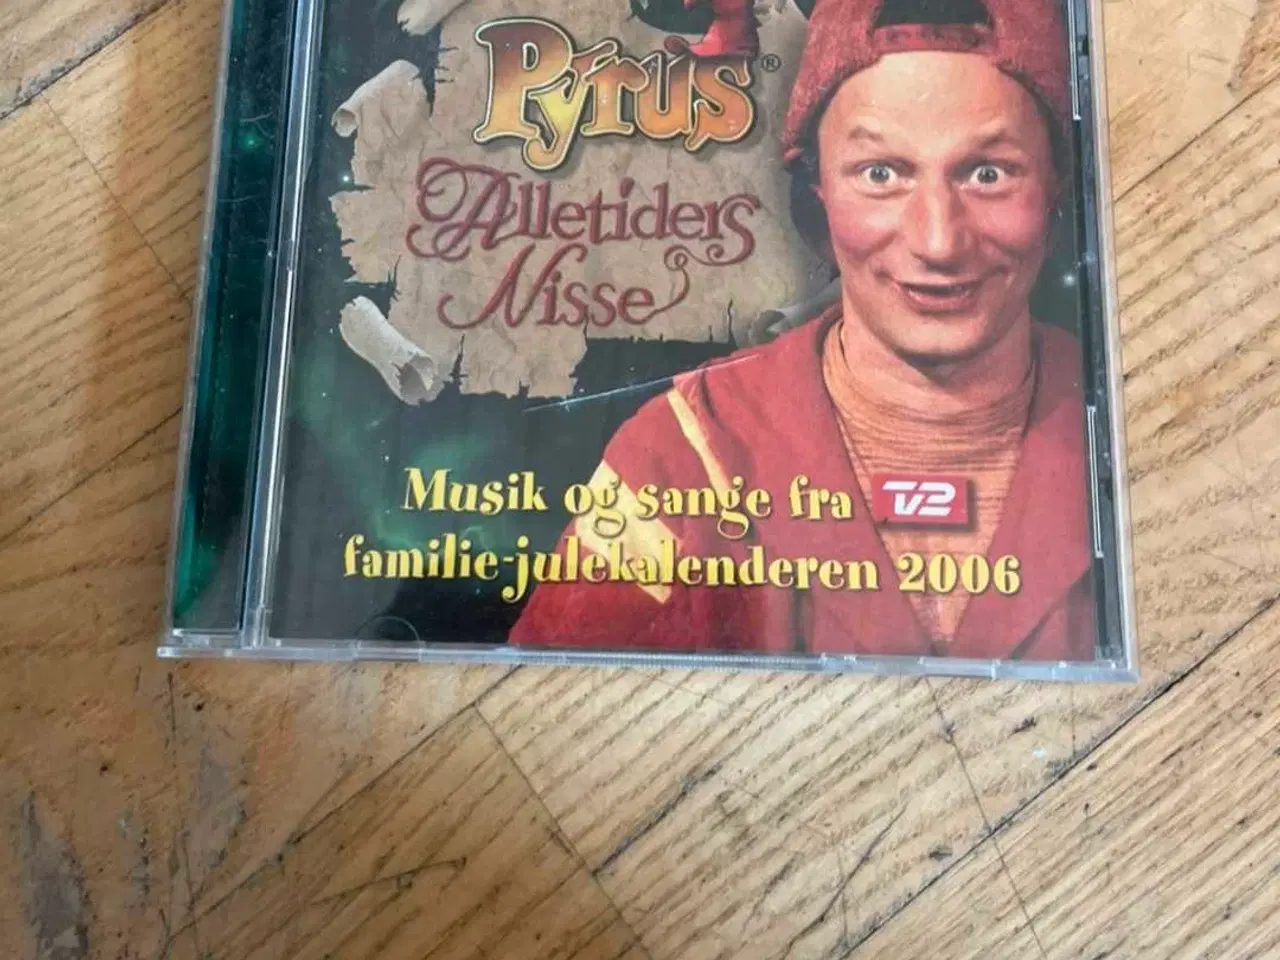 Pyrus®
Alletiders
Nisse
Musik og sange fra TV2
familie-julekalenderen 2006